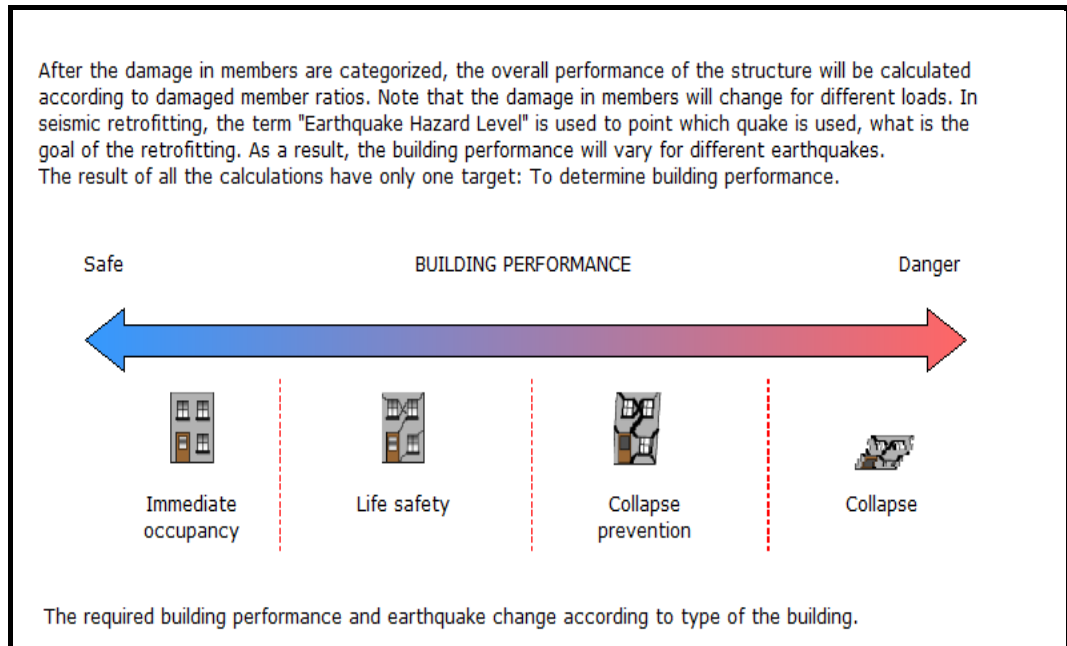 After the damage in members are categorized, the overall performance of the structure will be calculated
according to damaged member ratios. Note that the damage in members will change for different loads. In
seismic retrofitting, the term "Earthquake Hazard Level" is used to point which quake is used, what is the
goal of the retrofitting. As a result, the building performance will vary for different earthquakes.
The result of all the calculations have only one target: To determine building performance.
Safe BUILDING PERFORMANCE Danger
Immediate
occupancy
Life safety
Collapse
prevention
Collapse
The required building performance and earthquake change according to type of the building.